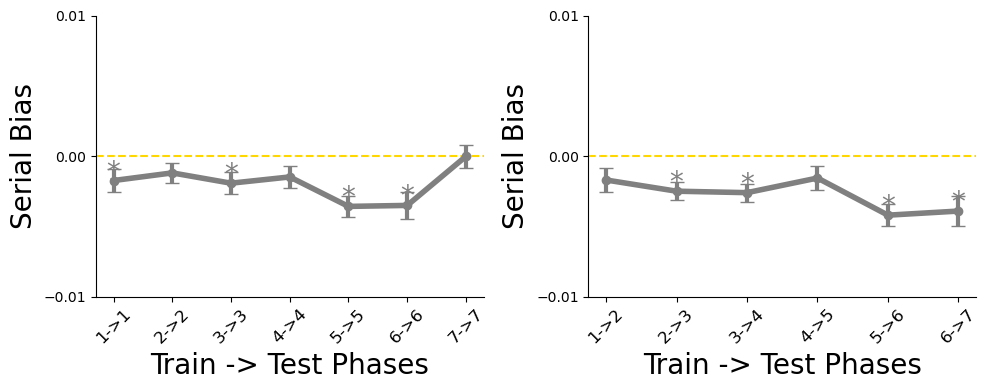 0.01
0.00
−0.01
Serial Bias
* * * *
1->1 2->2 3->3 4->4 5->5 6->6 7->7
Train -> Test Phases
0.01
0.00
−0.01
Serial Bias
* * * *
1->2 2->3 3->4 4->5 5->6 6->7
Train -> Test Phases